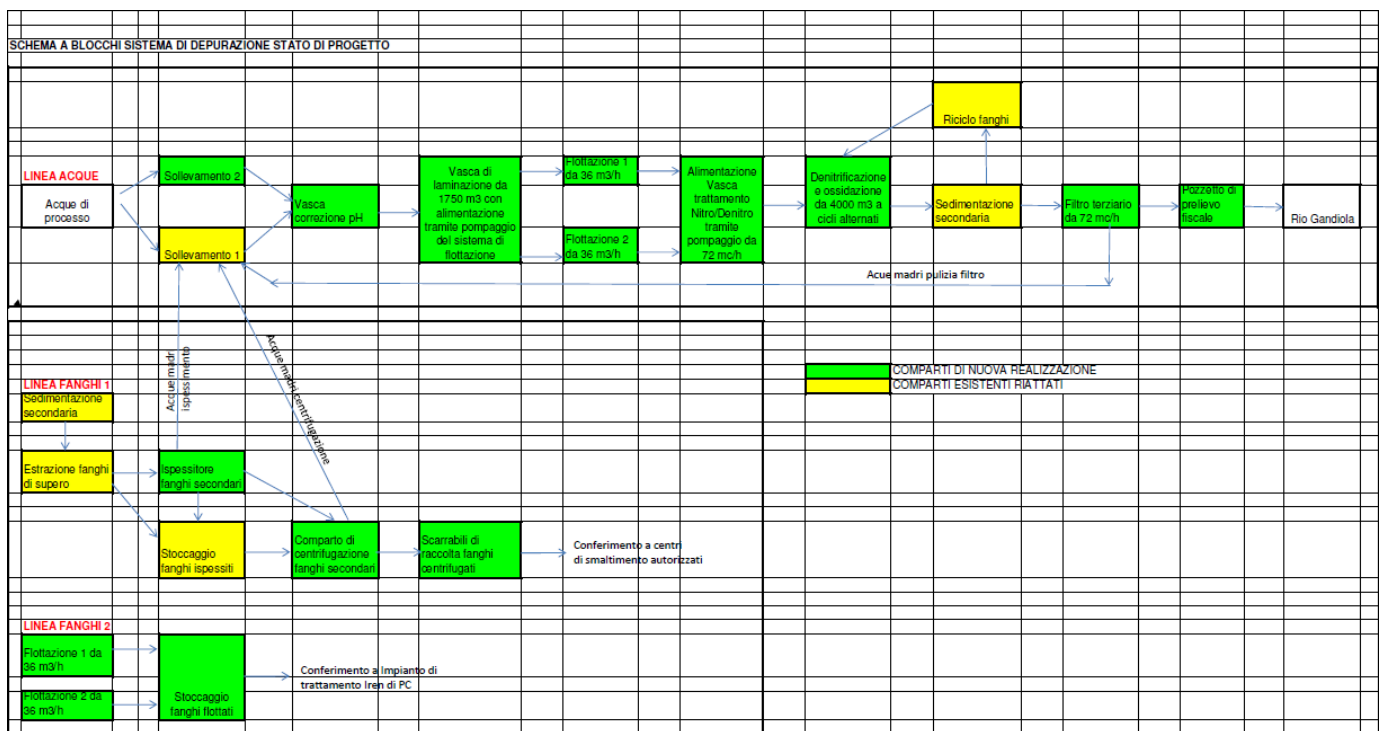 SCHEMA A BLOCCHI SISTEMA DI DEPURAZIONE STATO DI PROGETTO
Riciclo fanghi
LINEA ACQUE
Acque di
processo
Sollevamento 2
Sollevamento 1
Vasca
correzione pH
Vasca di
laminazione da
1750 m3 con
alimentazione
tramite pompaggio
del sistema di
flottazione
Flottazione 1
da 36 m3/h
Flottazione 2
da 36 m3/h
Alimentazione
Vasca
trattamento
Nitro/Denitro
tramite
pompaggio da
72 mc/h
Denitrificazione
e ossidazione
da 4000 m3 a
cicli alternati
Sedimentazione
secondaria
Filtro terziario
da 72 mc/h
Pozzetto di
prelievo
fiscale
Rio Gandiola
Acue madri pulizia filtro
Acque madri
ispessimento
Acque madri centrifugazione
COMPARTI DI NUOVA REALIZZAZIONE
COMPARTI ESISTENTI RIATTATI
LINEA FANGHI 1
Sedimentazione
secondaria
Estrazione fanghi
di supero
Ispessitore
fanghi secondari
Stoccaggio
fanghi ispessiti
Comparto di
centrifugazione
fanghi secondari
Scarrabili di
raccolta fanghi
centrifugati
Conferimento a centri
di smaltimento autorizzati
LINEA FANGHI 2
Flottazione 1 da
36 m3/h
Flottazione 2 da
36 m3/h
Stoccaggio
fanghi flottati
Conferimento a Impianto di
trattamento Iren di PC